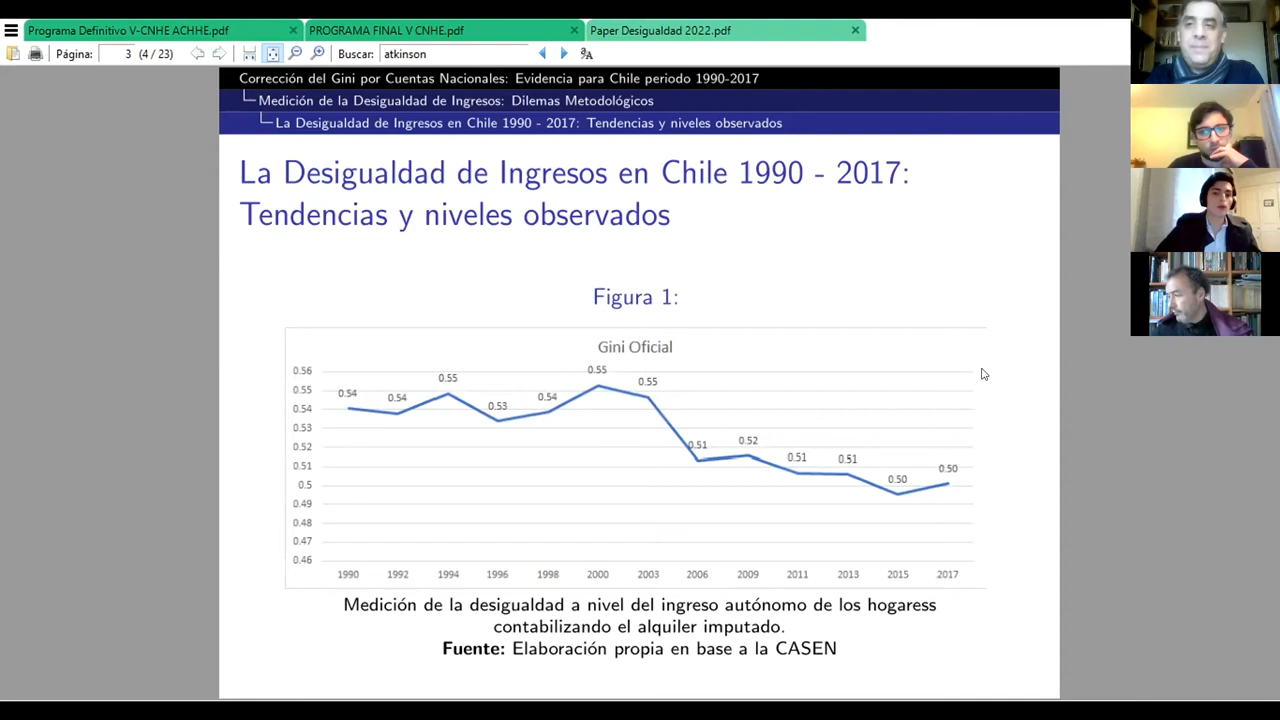 Programa Definitivo V-CNHE ACHHE.pdf
PROGRAMA FINAL V CNHE.pdf
Paper Desigualdad 2022.pdf
Página: 3 (4/23)
Buscar: atkinson
Corrección del Gini por Cuentas Nacionales: Evidencia para Chile periodo 1990-2017
Medición de la Desigualdad de Ingresos: Dilemas Metodológicos
La Desigualdad de Ingresos en Chile 1990 - 2017: Tendencias y niveles observados
La Desigualdad de Ingresos en Chile 1990 - 2017:
Tendencias y niveles observados
Figura 1:
Gini Oficial
0.56
0.55
0.54
0.53
0.52
0.51
0.5
0.49
0.48
0.47
0.46
0.54 0.54 0.55 0.53 0.54 0.55 0.55 0.51 0.52 0.51 0.51 0.50 0.50
1990 1992 1994 1996 1998 2000 2003 2006 2009 2011 2013 2015 2017
Medición de la desigualdad a nivel del ingreso autónomo de los hogaress
contabilizando el alquiler imputado.
Fuente: Elaboración propia en base a la CASEN